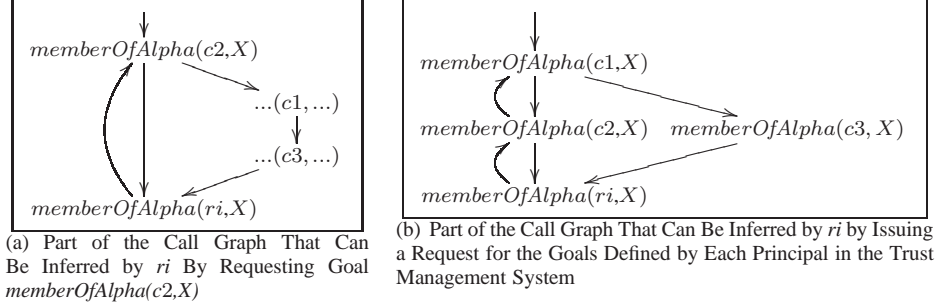 memberOfAlpha(c2,X)
...(c1,...)
...(c3,...)
memberOfAlpha(ri,X)
(a) Part of the Call Graph That Can
Be Inferred by ri By Requesting Goal
memberOfAlpha(c2,X)
memberOfAlpha(c1,X)
memberOfAlpha(c2,X) memberOfAlpha(c3, X)
memberOfAlpha(ri,X)
(b) Part of the Call Graph That Can Be Inferred by ri by Issuing
a Request for the Goals Defined by Each Principal in the Trust
Management System